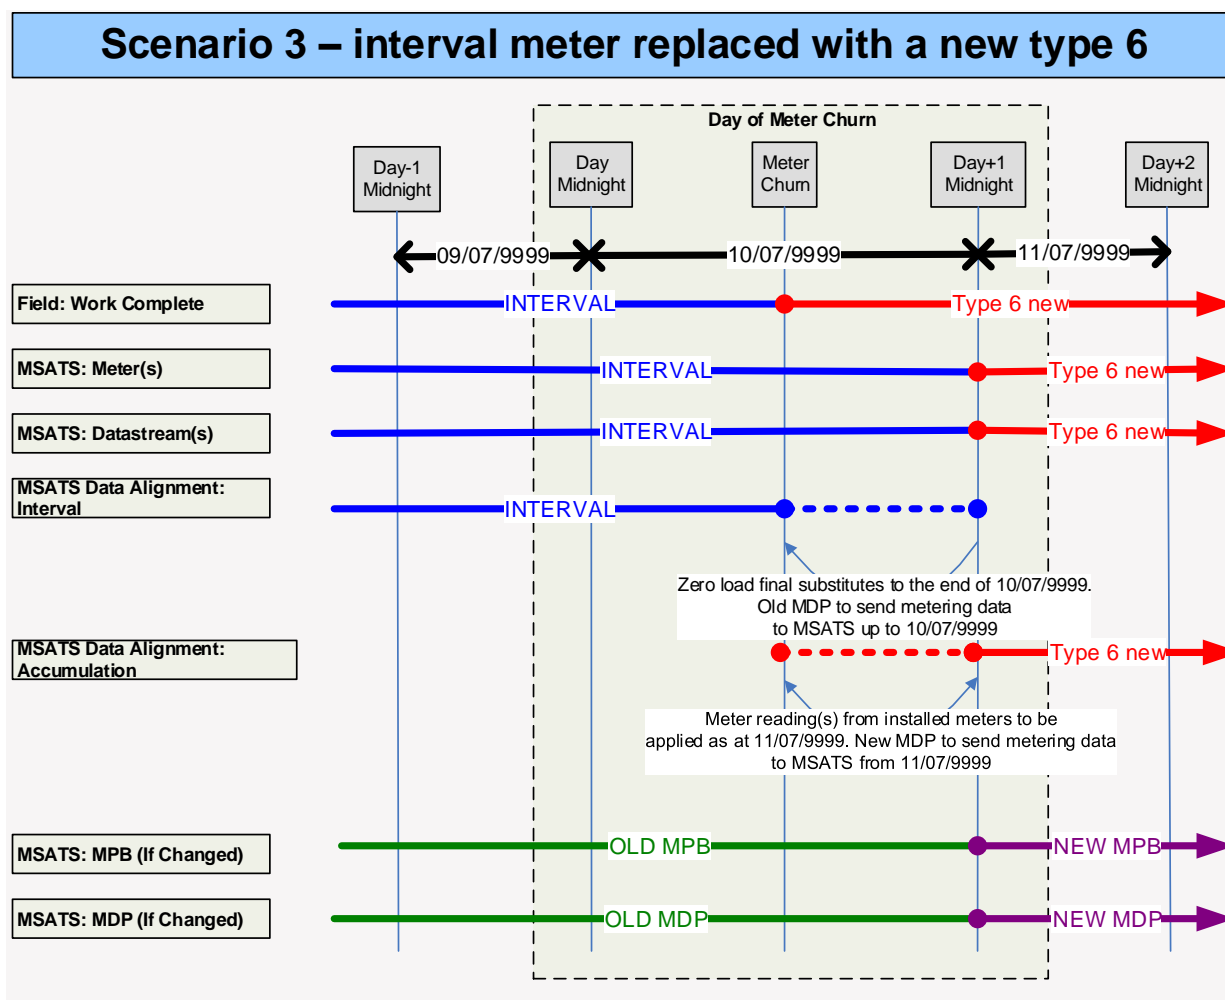 Scenario 3 – interval meter replaced with a new type 6
Day of Meter Churn
Day-1
Midnight
Day
Midnight
Meter
Churn
Day+1
Midnight
Day+2
Midnight
09/07/9999
10/07/9999
11/07/9999
Field: Work Complete
INTERVAL
Type 6 new
MSATS: Meter(s)
INTERVAL
Type 6 new
MSATS: Datastream(s)
INTERVAL
Type 6 new
MSATS Data Alignment:
Interval
INTERVAL
Zero load final substitutes to the end of 10/07/9999.
Old MDP to send metering data
to MSATS up to 10/07/9999
MSATS Data Alignment:
Accumulation
Type 6 new
Meter reading(s) from installed meters to be
applied as at 11/07/9999. New MDP to send metering data
to MSATS from 11/07/9999
MSATS: MPB (If Changed)
OLD MPB
NEW MPB
MSATS: MDP (If Changed)
OLD MDP
NEW MDP